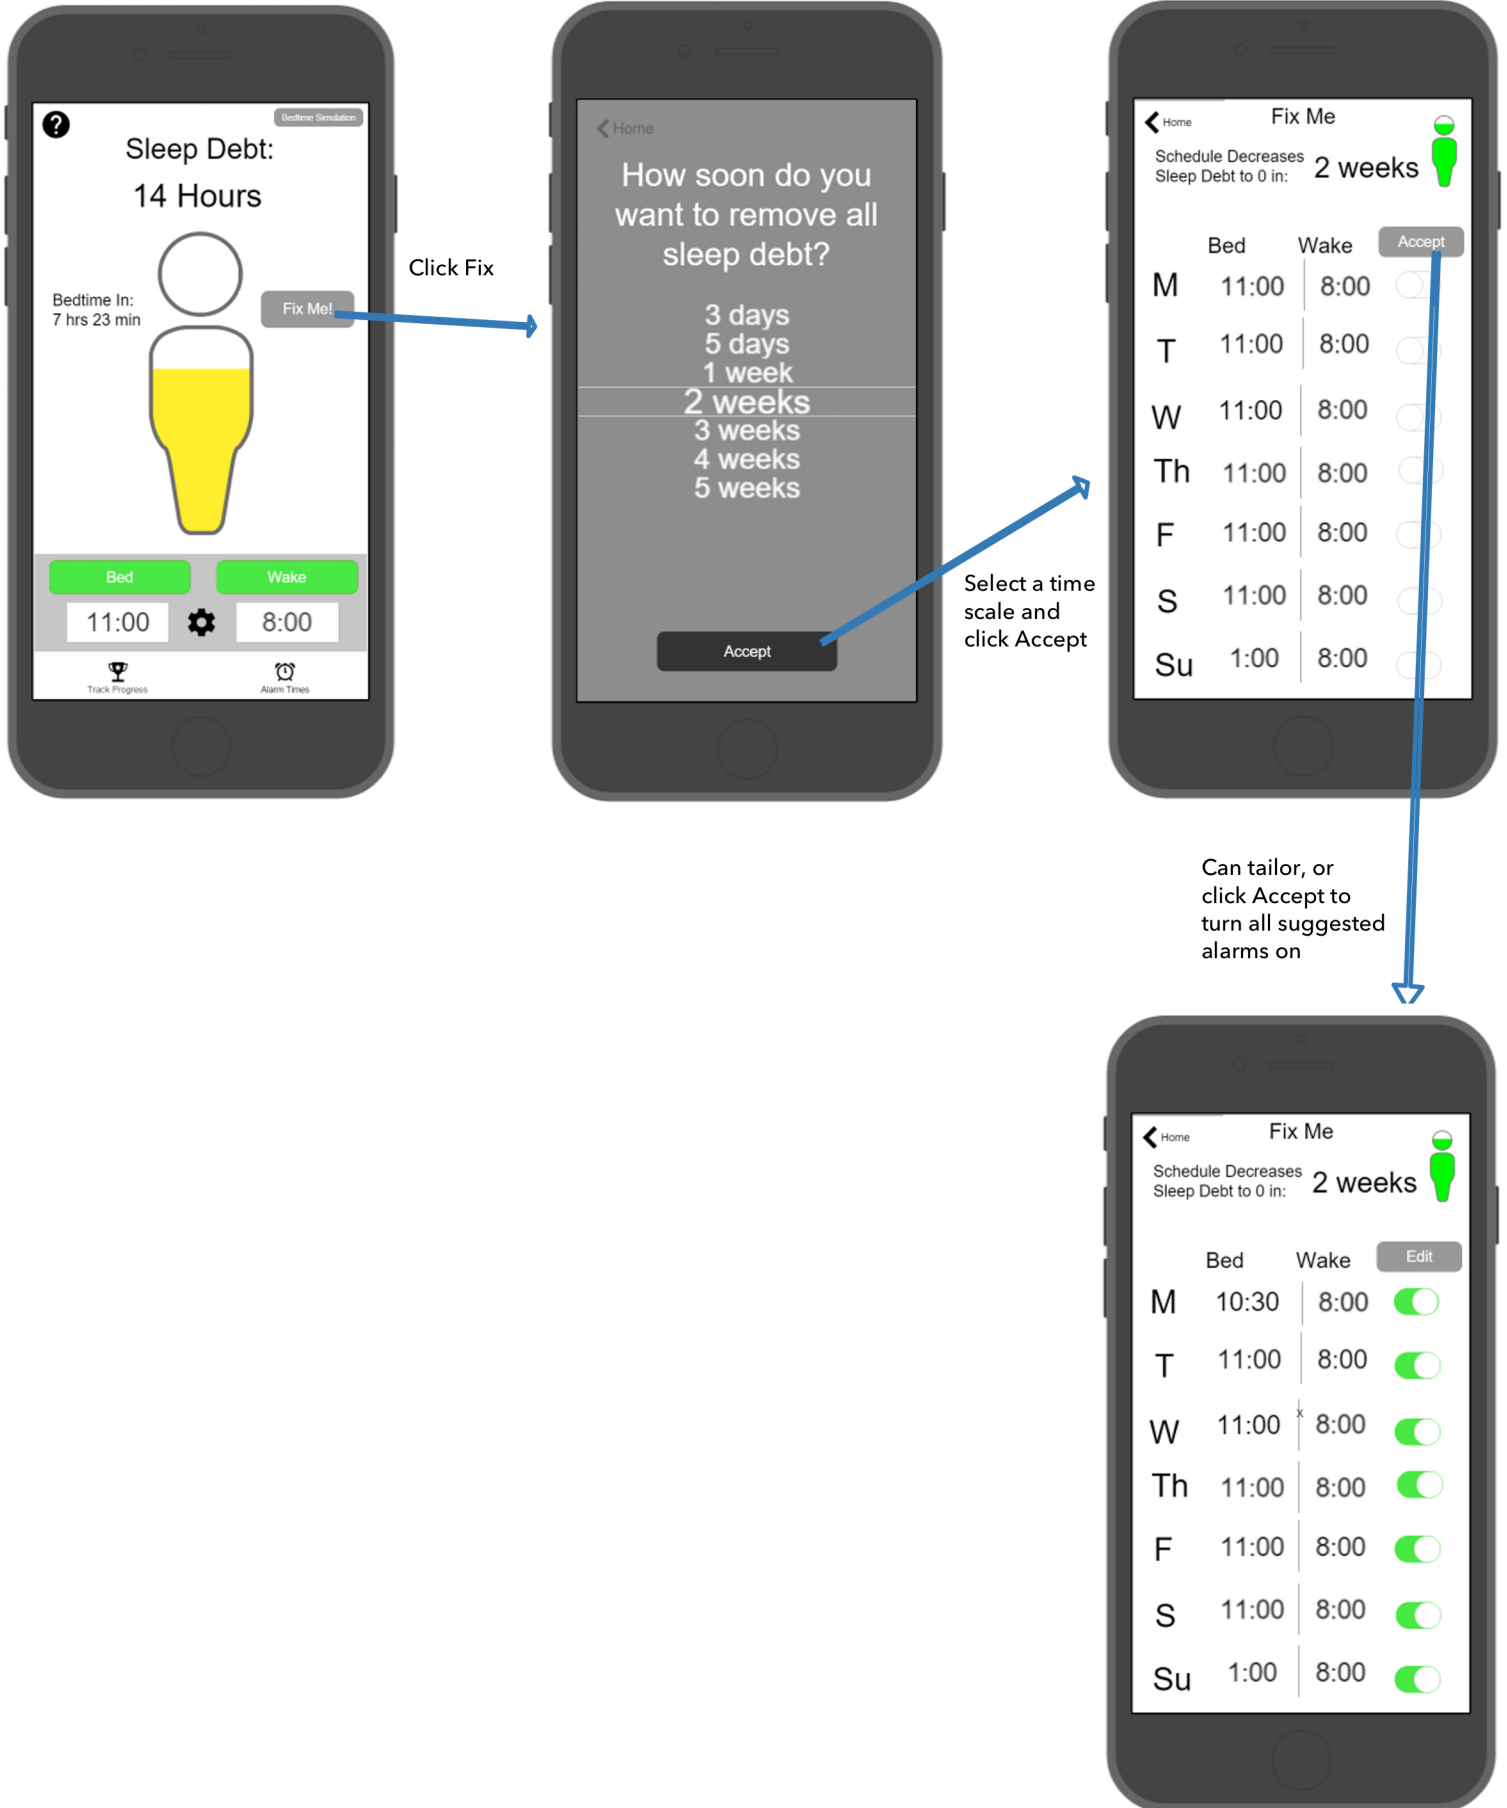 ?
Bedtime Simulation
Sleep Debt:
14 Hours
Bedtime In:
7 hrs 23 min
Fix Me!
Bed
Wake
11:00
8:00
Track Progress
Alarm Times
Click Fix
Home
How soon do you
want to remove all
sleep debt?
3 days
5 days
1 week
2 weeks
3 weeks
4 weeks
5 weeks
Accept
Select a time
scale and
click Accept
Home
Fix Me
Schedule Decreases
Sleep Debt to 0 in:
2 weeks
Bed Wake Accept
M 11:00 8:00
T 11:00 8:00
W 11:00 8:00
Th 11:00 8:00
F 11:00 8:00
S 11:00 8:00
Su 1:00 8:00
Can tailor, or
click Accept to
turn all suggested
alarms on
Home
Fix Me
Schedule Decreases
Sleep Debt to 0 in:
2 weeks
Bed Wake Edit
M 10:30 8:00
T 11:00 8:00
W 11:00 x 8:00
Th 11:00 8:00
F 11:00 8:00
S 11:00 8:00
Su 1:00 8:00